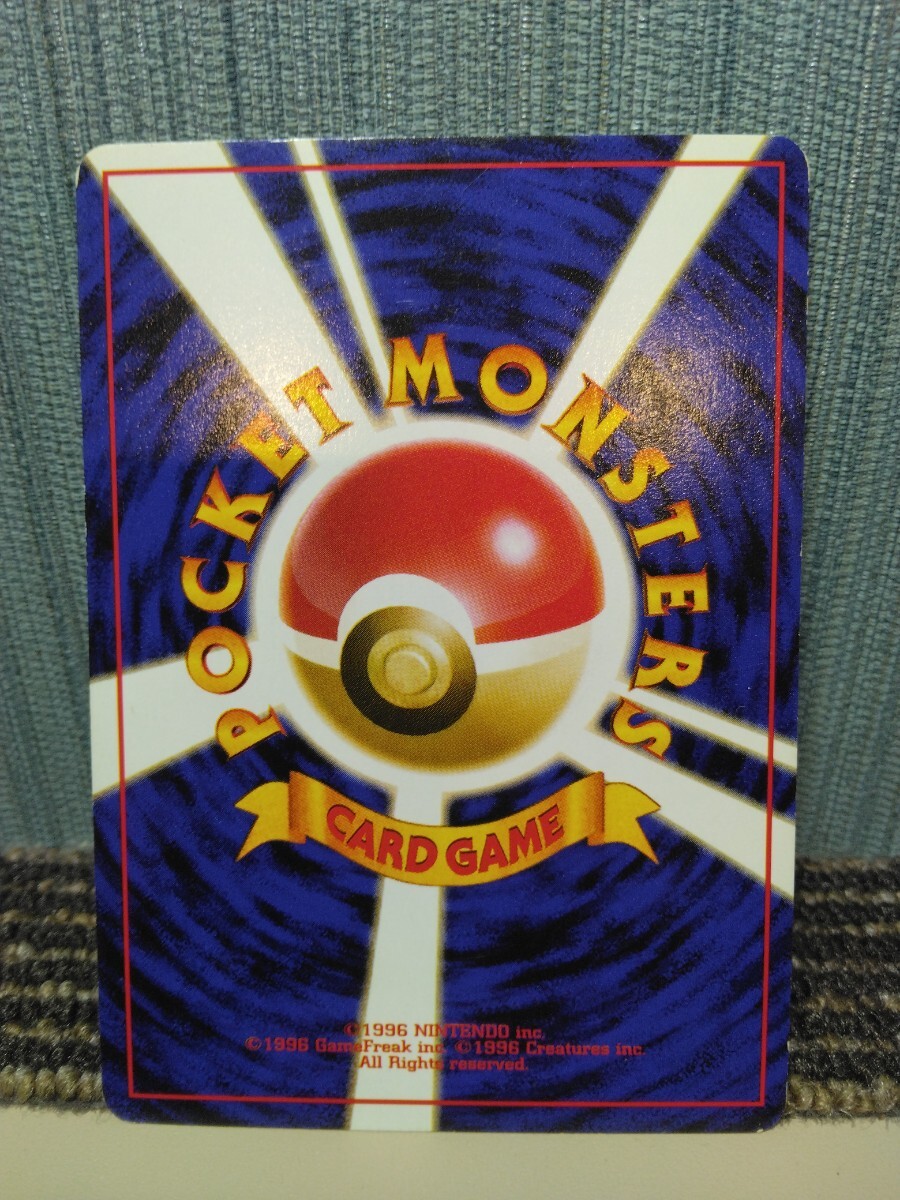 POCKET MONSTERS
CARD GAME
©1996 NINTENDO inc.
©1996 GameFreak inc. ©1996 Creatures inc.
All Rights reserved.